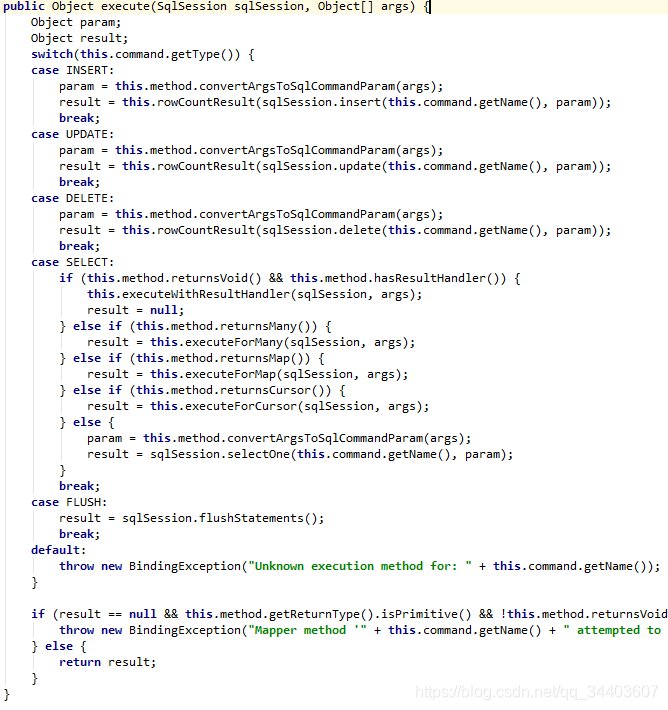 public Object execute(SqlSession sqlSession, Object[] args) {
    Object param;
    Object result;
    switch(this.command.getType()) {
    case INSERT:
        param = this.method.convertArgsToSqlCommandParam(args);
        result = this.rowCountResult(sqlSession.insert(this.command.getName(), param));
        break;
    case UPDATE:
        param = this.method.convertArgsToSqlCommandParam(args);
        result = this.rowCountResult(sqlSession.update(this.command.getName(), param));
        break;
    case DELETE:
        param = this.method.convertArgsToSqlCommandParam(args);
        result = this.rowCountResult(sqlSession.delete(this.command.getName(), param));
        break;
    case SELECT:
        if (this.method.returnsVoid() && this.method.hasResultHandler()) {
            this.executeWithResultHandler(sqlSession, args);
            result = null;
        } else if (this.method.returnsMany()) {
            result = this.executeForMany(sqlSession, args);
        } else if (this.method.returnsMap()) {
            result = this.executeForMap(sqlSession, args);
        } else if (this.method.returnsCursor()) {
            result = this.executeForCursor(sqlSession, args);
        } else {
            param = this.method.convertArgsToSqlCommandParam(args);
            result = sqlSession.selectOne(this.command.getName(), param);
        }
        break;
    case FLUSH:
        result = sqlSession.flushStatements();
        break;
    default:
        throw new BindingException("Unknown execution method for: " + this.command.getName());
    }

    if (result == null && this.method.getReturnType().isPrimitive() && !this.method.returnsVoid
        throw new BindingException("Mapper method '" + this.command.getName() + " attempted to
    } else {
        return result;
    }
}
https://blog.csdn.net/qq_34403607